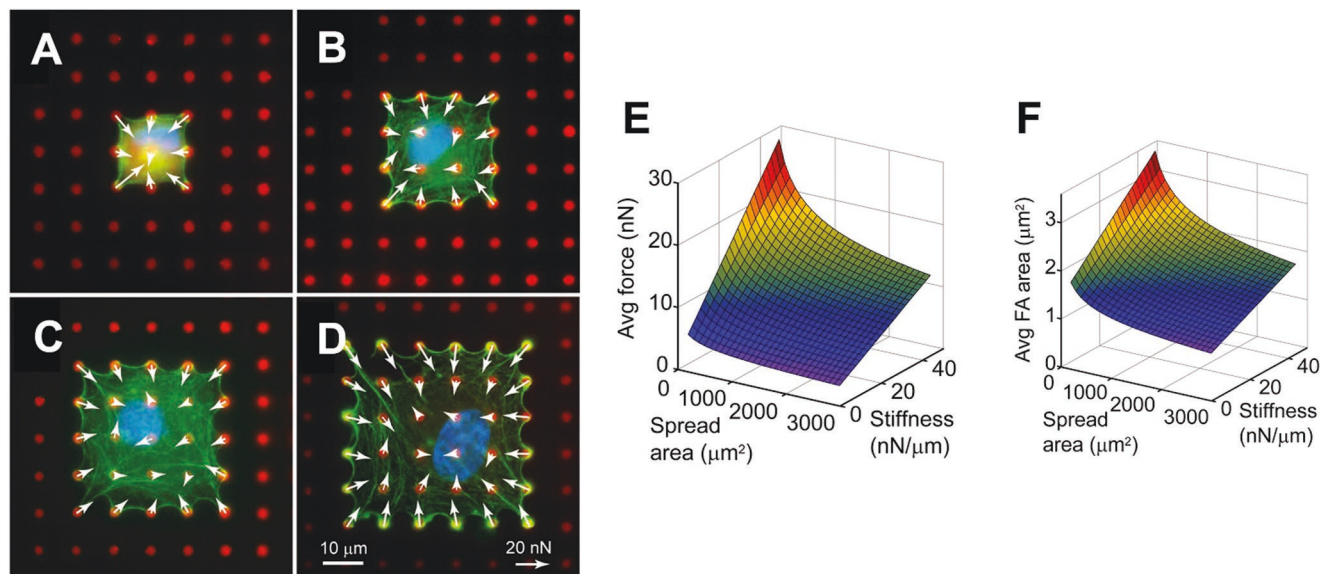 A
B
C
D
10 μm
20 nN
E
Avg force (nN)
30
20
10
0
0
1000
2000
3000
Spread
area (μm²)
0
20
40
Stiffness
(nN/μm)
F
Avg FA area (μm²)
3
2
1
0
0
1000
2000
3000
Spread
area (μm²)
0
20
40
Stiffness
(nN/μm)